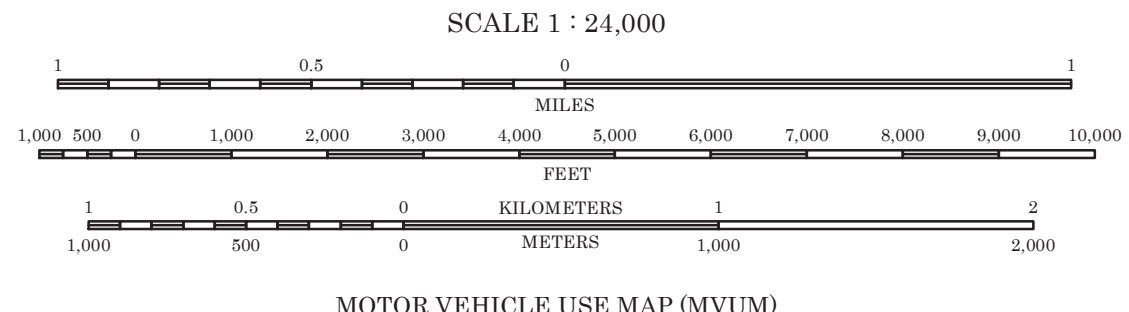 SCALE 1 : 24,000
1 0.5 0 1
MILES
1,000 500 0 1,000 2,000 3,000 4,000 5,000 6,000 7,000 8,000 9,000 10,000
FEET
1 0.5 0 KILOMETERS 1 2
1,000 500 0 METERS 1,000 2,000
MOTOR VEHICLE USE MAP (MVUM)